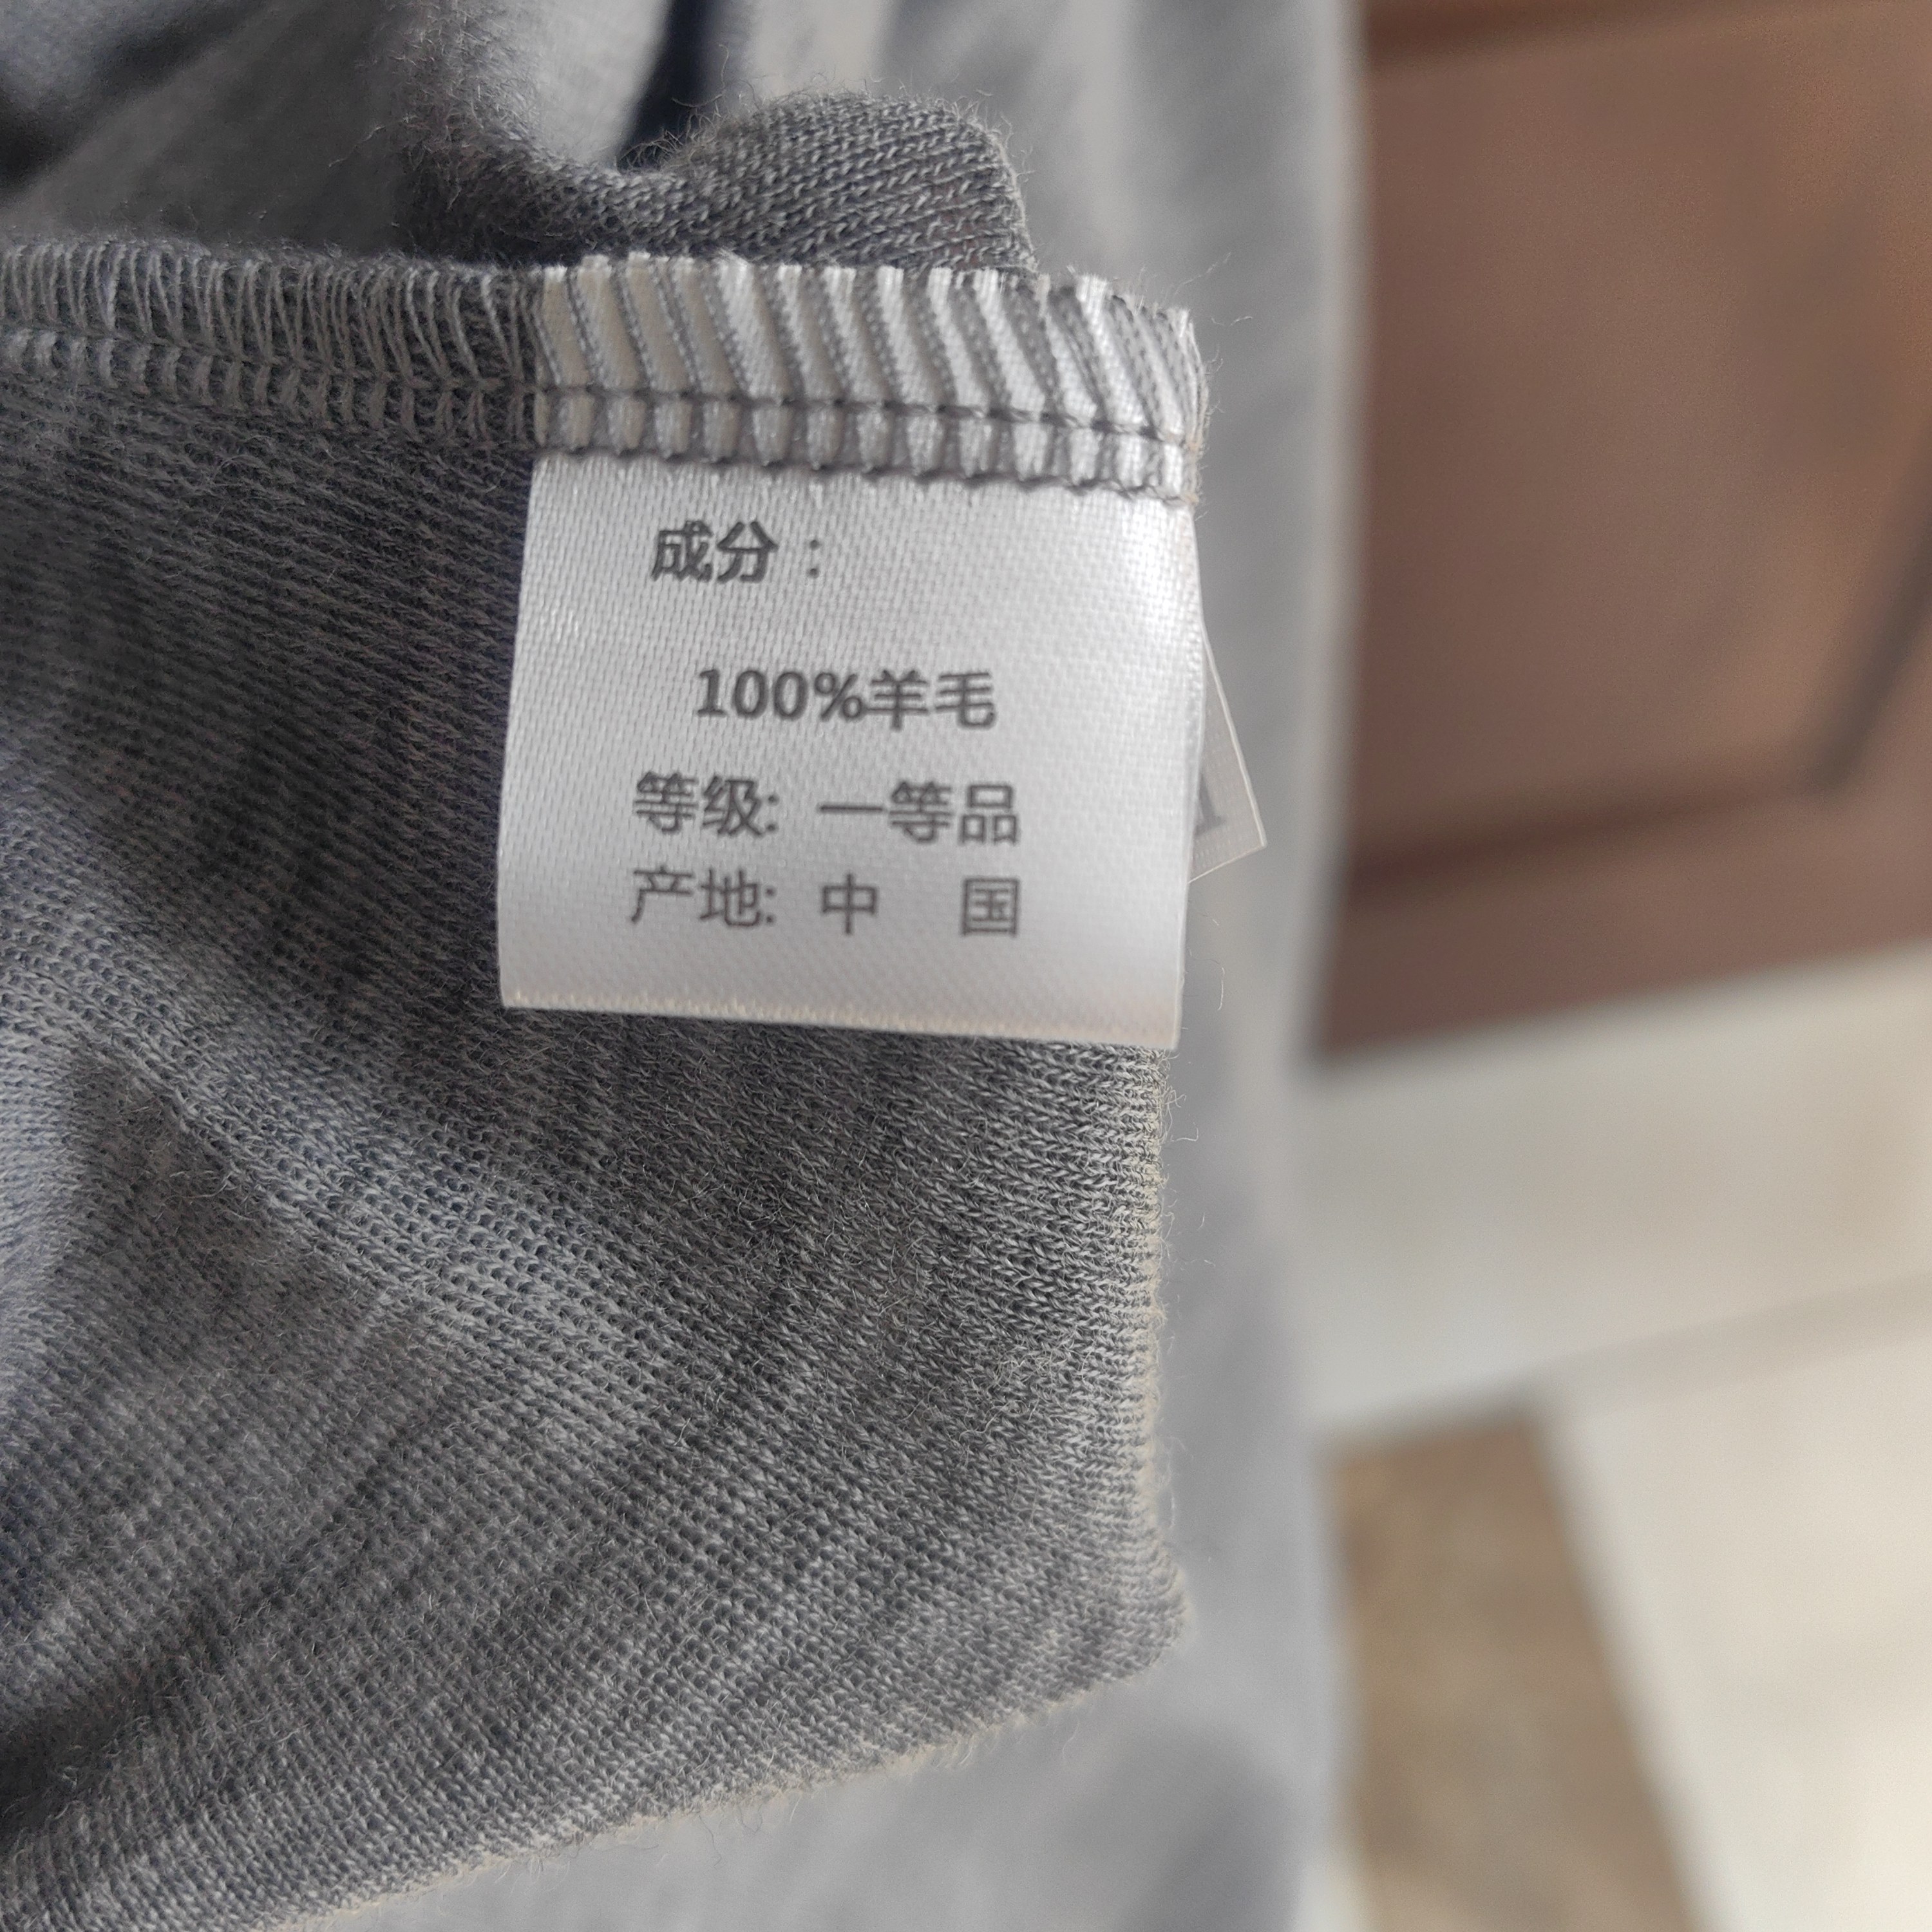 成分：
100%羊毛
等级: 一等品
产地: 中 国